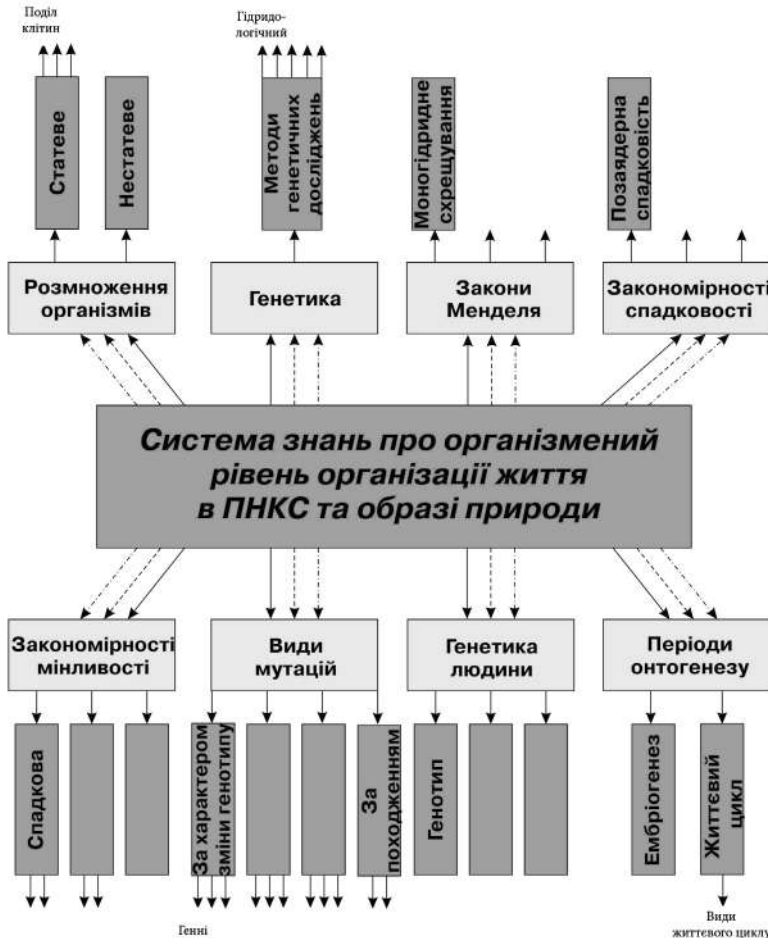 Поділ
клітин
Гідридо-
логічний
Статеве
Нестатеве
Методи
генетичних
досліджень
Моногідридне
схрещування
Позаядерна
спадковість
Розмноження
організмів
Генетика
Закони
Менделя
Закономірності
спадковості
Система знань про організмений
рівень організації життя
в ПНКС та образі природи
Закономірності
мінливості
Види
мутацій
Генетика
людини
Періоди
онтогенезу
Спадкова
За характером
зміни генотипу
За
походженням
Генотип
Ембріогенез
Життєвий
цикл
Генні
Види
життєвого циклу